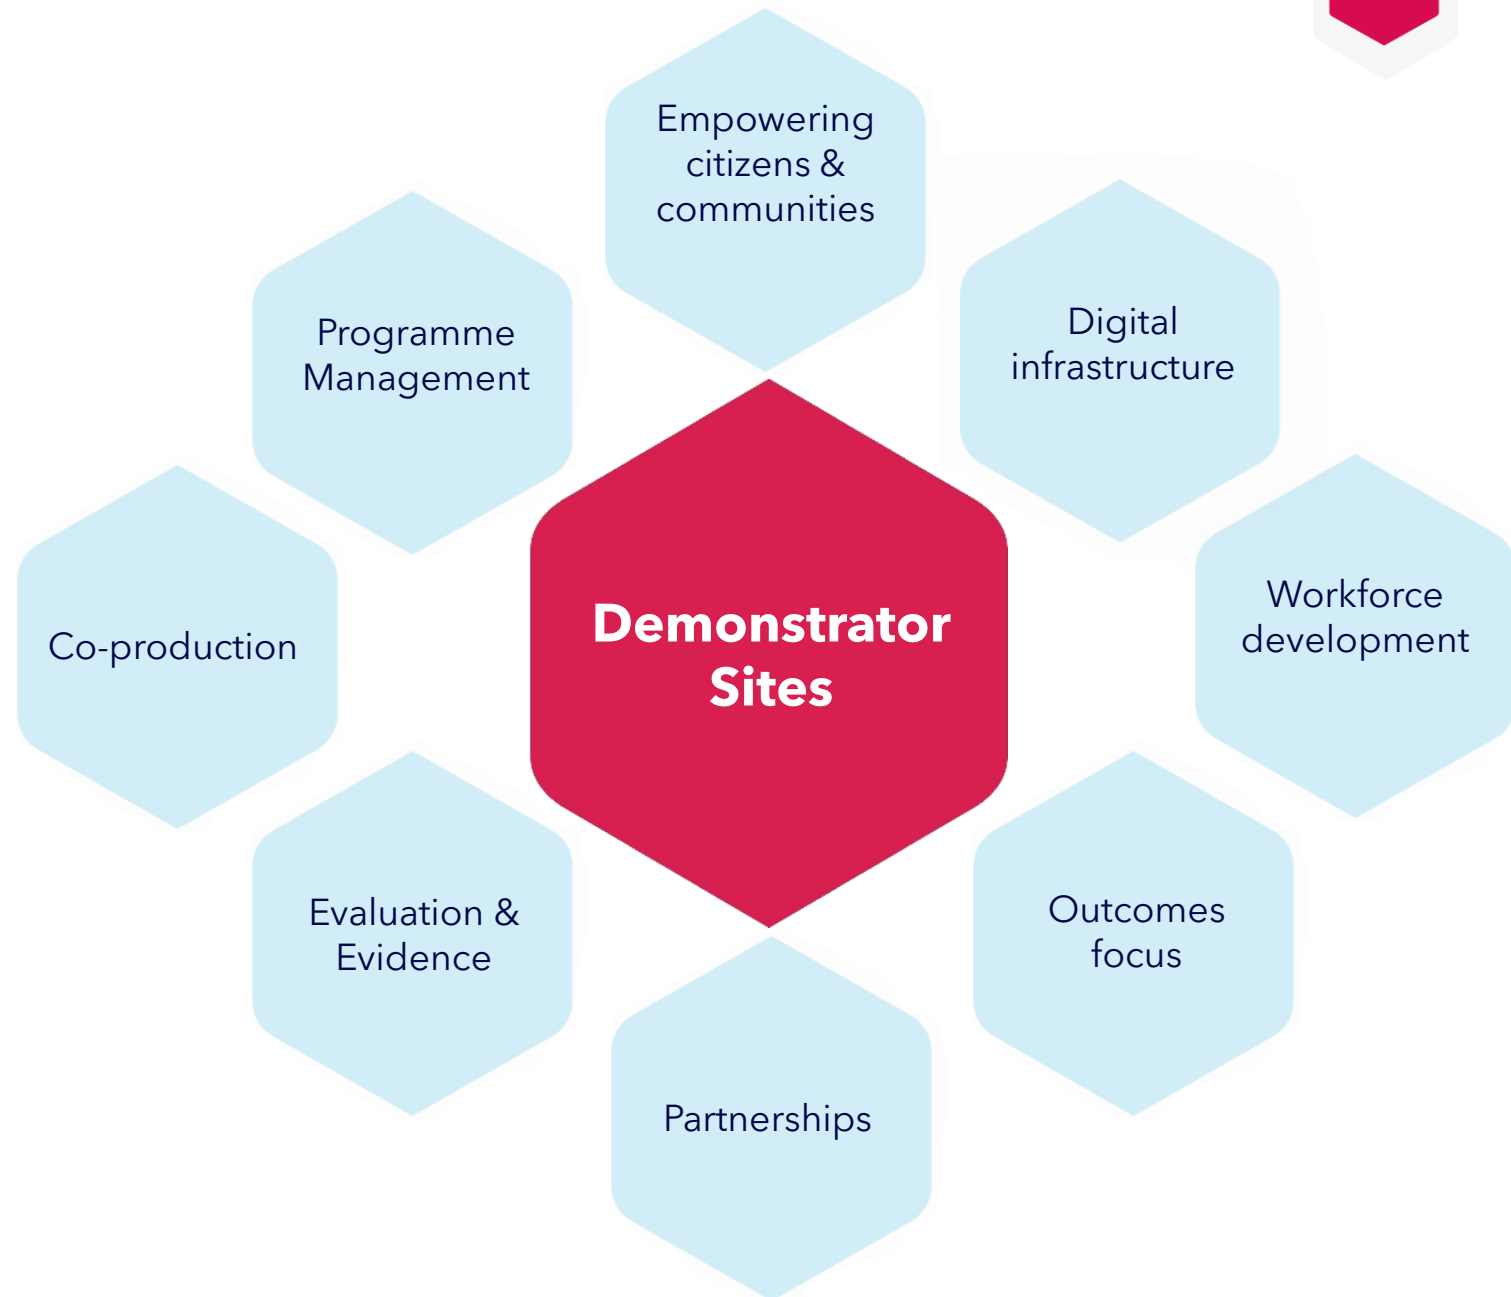 Empowering
citizens &
communities
Programme
Management
Digital
infrastructure
Co-production
Demonstrator
Sites
Workforce
development
Evaluation &
Evidence
Outcomes
focus
Partnerships